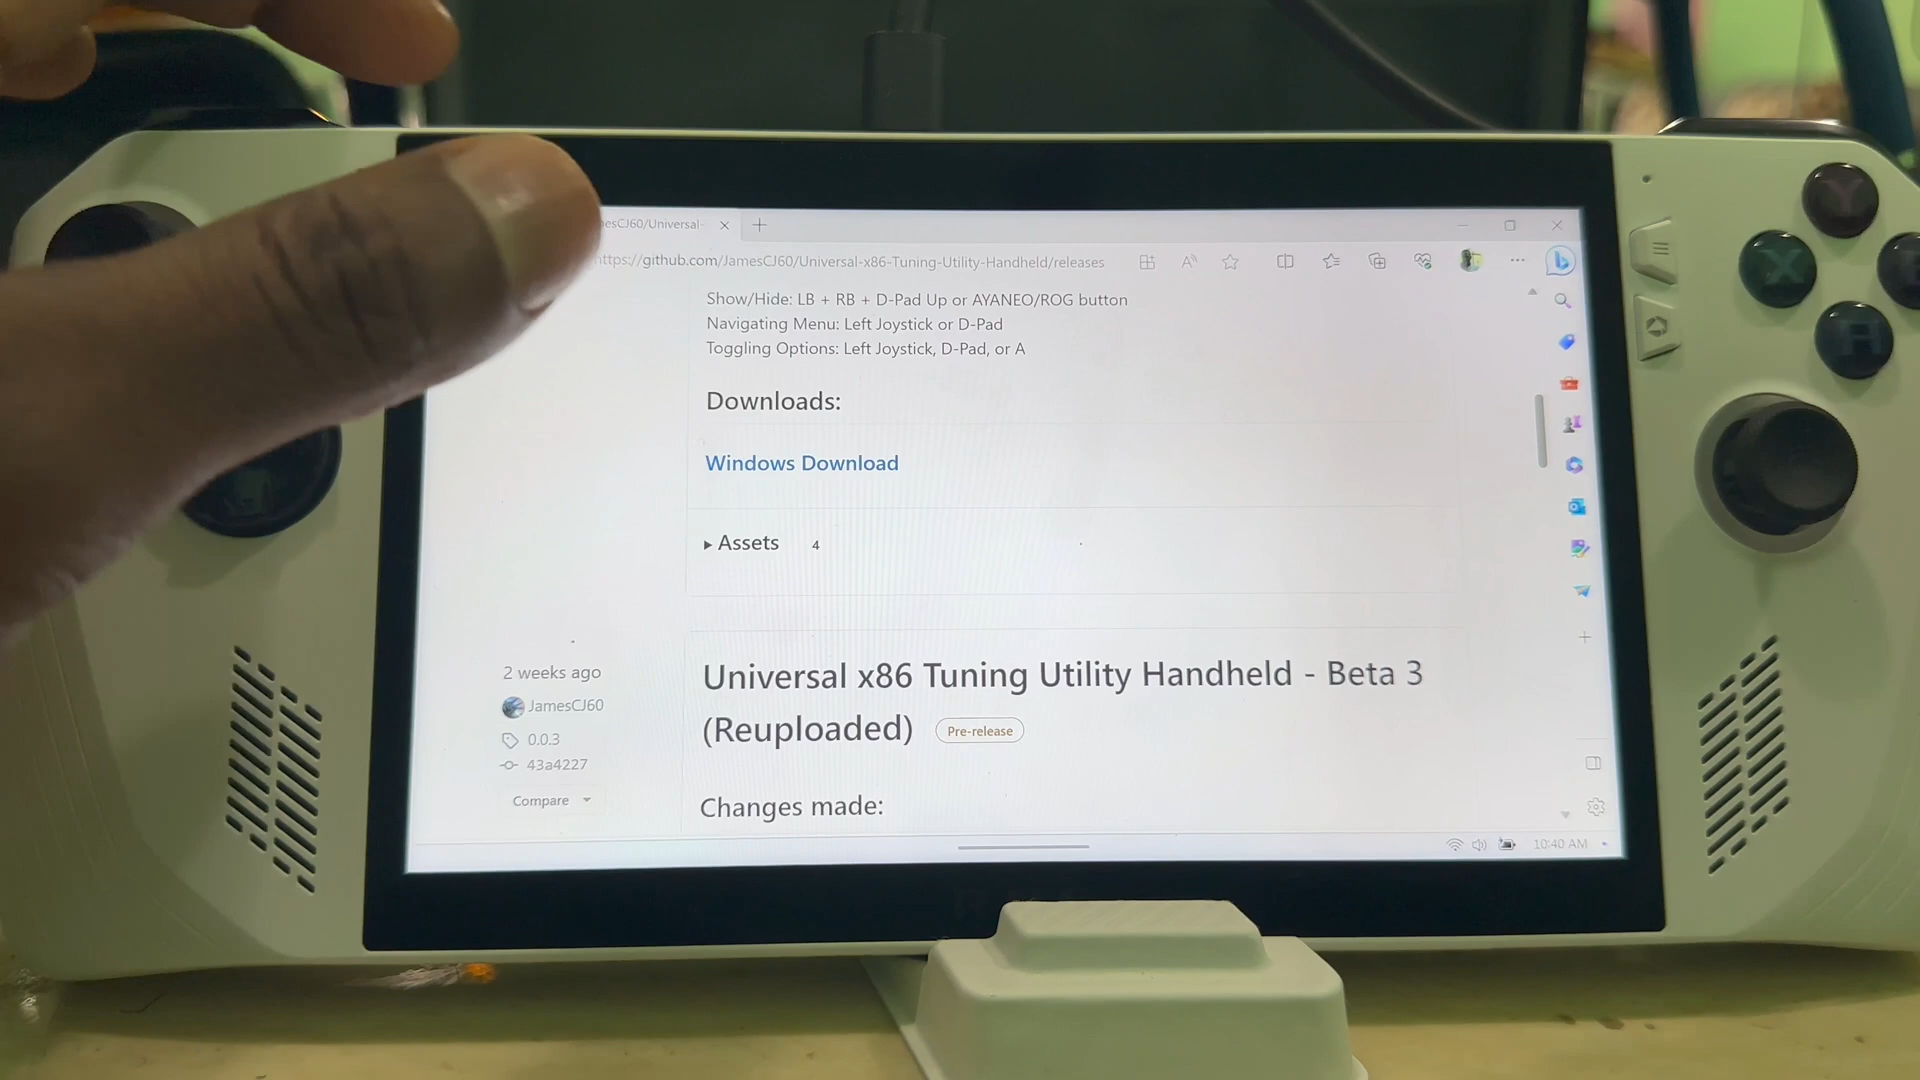 https://github.com/JamesCJ60/Universal-x86-Tuning-Utility-Handheld/releases
Show/Hide: LB + RB + D-Pad Up or AYANEO/ROG button
Navigating Menu: Left Joystick or D-Pad
Toggling Options: Left Joystick, D-Pad, or A
Downloads:
Windows Download
Assets 4
2 weeks ago
JamesCJ60
0.0.3
43a4227
Compare
Universal x86 Tuning Utility Handheld - Beta 3
(Reuploaded) Pre-release
Changes made:
10:40 AM
Y
X
A